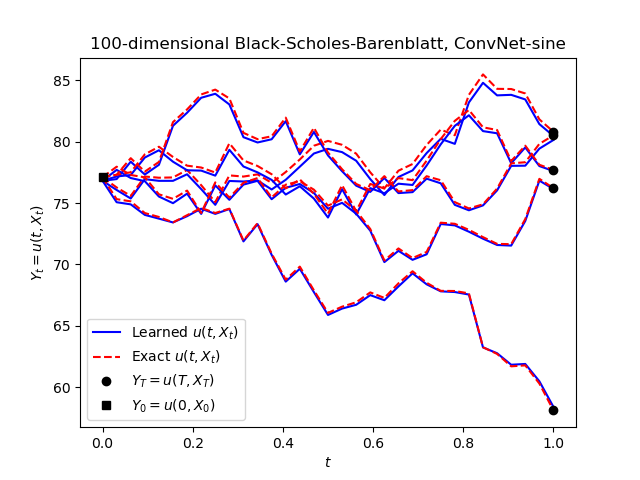 100-dimensional Black-Scholes-Barenblatt, ConvNet-sine
85
80
75
70
65
60
Y_t = u(t, X_t)
Learned u(t, X_t)
Exact u(t, X_t)
Y_T = u(T, X_T)
Y_0 = u(0, X_0)
0.0 0.2 0.4 0.6 0.8 1.0
t